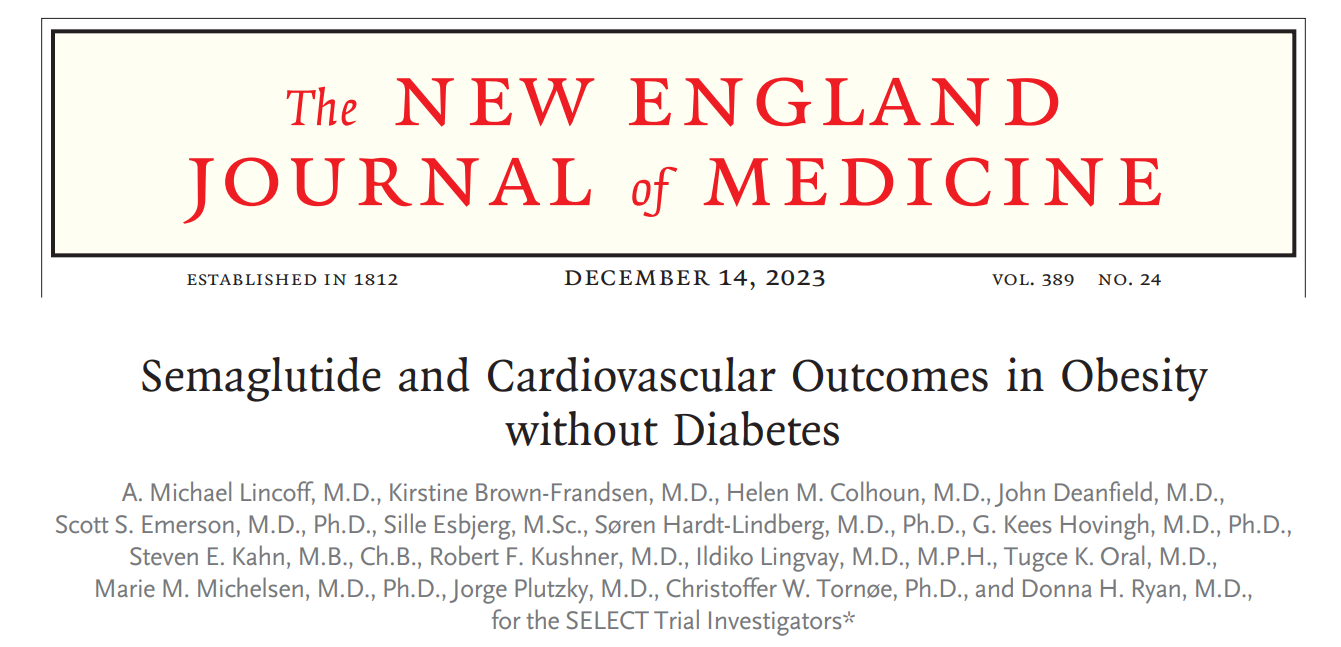 The NEW ENGLAND
JOURNAL of MEDICINE
ESTABLISHED IN 1812 DECEMBER 14, 2023 VOL. 389 NO. 24
Semaglutide and Cardiovascular Outcomes in Obesity
without Diabetes
A. Michael Lincoff, M.D., Kirstine Brown-Frandsen, M.D., Helen M. Colhoun, M.D., John Deanfield, M.D.,
Scott S. Emerson, M.D., Ph.D., Sille Esbjerg, M.Sc., Søren Hardt-Lindberg, M.D., Ph.D., G. Kees Hovingh, M.D., Ph.D.,
Steven E. Kahn, M.B., Ch.B., Robert F. Kushner, M.D., Ildiko Lingvay, M.D., M.P.H., Tugce K. Oral, M.D.,
Marie M. Michelsen, M.D., Ph.D., Jorge Plutzky, M.D., Christoffer W. Tornøe, Ph.D., and Donna H. Ryan, M.D.,
for the SELECT Trial Investigators*